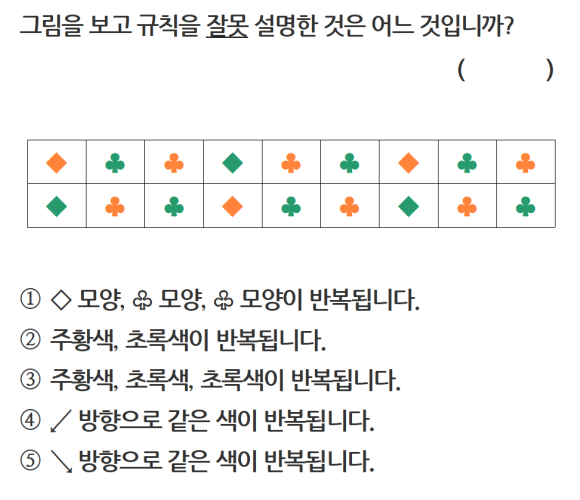 그림을 보고 규칙을 잘못 설명한 것은 어느 것입니까?
( )
① ◇ 모양, ♧ 모양, ♧ 모양이 반복됩니다.
② 주황색, 초록색이 반복됩니다.
③ 주황색, 초록색, 초록색이 반복됩니다.
④ ↙ 방향으로 같은 색이 반복됩니다.
⑤ ↘ 방향으로 같은 색이 반복됩니다.